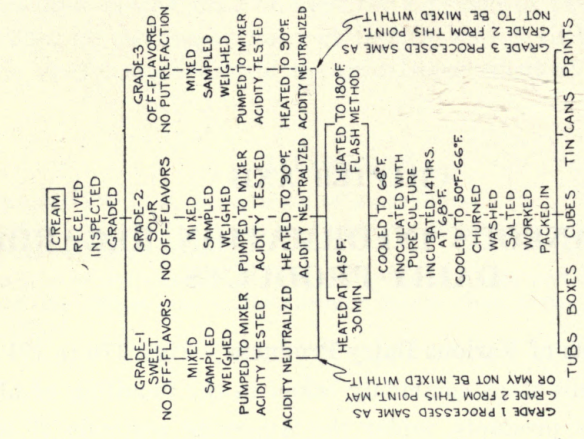 CREAM
RECEIVED
INSPECTED
GRADED
GRADE-1
SWEET
NO OFF-FLAVORS
MIXED
SAMPLED
WEIGHED
PUMPED TO MIXER
ACIDITY TESTED
ACIDITY NEUTRALIZED
GRADE-2
SOUR
NO OFF-FLAVORS
MIXED
SAMPLED
WEIGHED
PUMPED TO MIXER
ACIDITY TESTED
HEATED TO 90°F.
ACIDITY NEUTRALIZED
GRADE-3
OFF-FLAVORED
NO PUTREFACTION
MIXED
SAMPLED
WEIGHED
PUMPED TO MIXER
ACIDITY TESTED
HEATED TO 90°F.
ACIDITY NEUTRALIZED
GRADE 1 PROCESSED SAME AS
GRADE 2 FROM THIS POINT. MAY
OR MAY NOT BE MIXED WITH IT
GRADE 3 PROCESSED SAME AS
GRADE 2 FROM THIS POINT.
NOT TO BE MIXED WITH IT
HEATED AT 145°F.
30 MIN
HEATED TO 180°F.
FLASH METHOD
COOLED TO 68°F.
INOCULATED WITH
PURE CULTURE
INCUBATED 14 HRS.
AT 68°F.
COOLED TO 50°F-66°F.
CHURNED
WASHED
SALTED
WORKED
PACKED IN
TUBS BOXES CUBES TIN CANS PRINTS